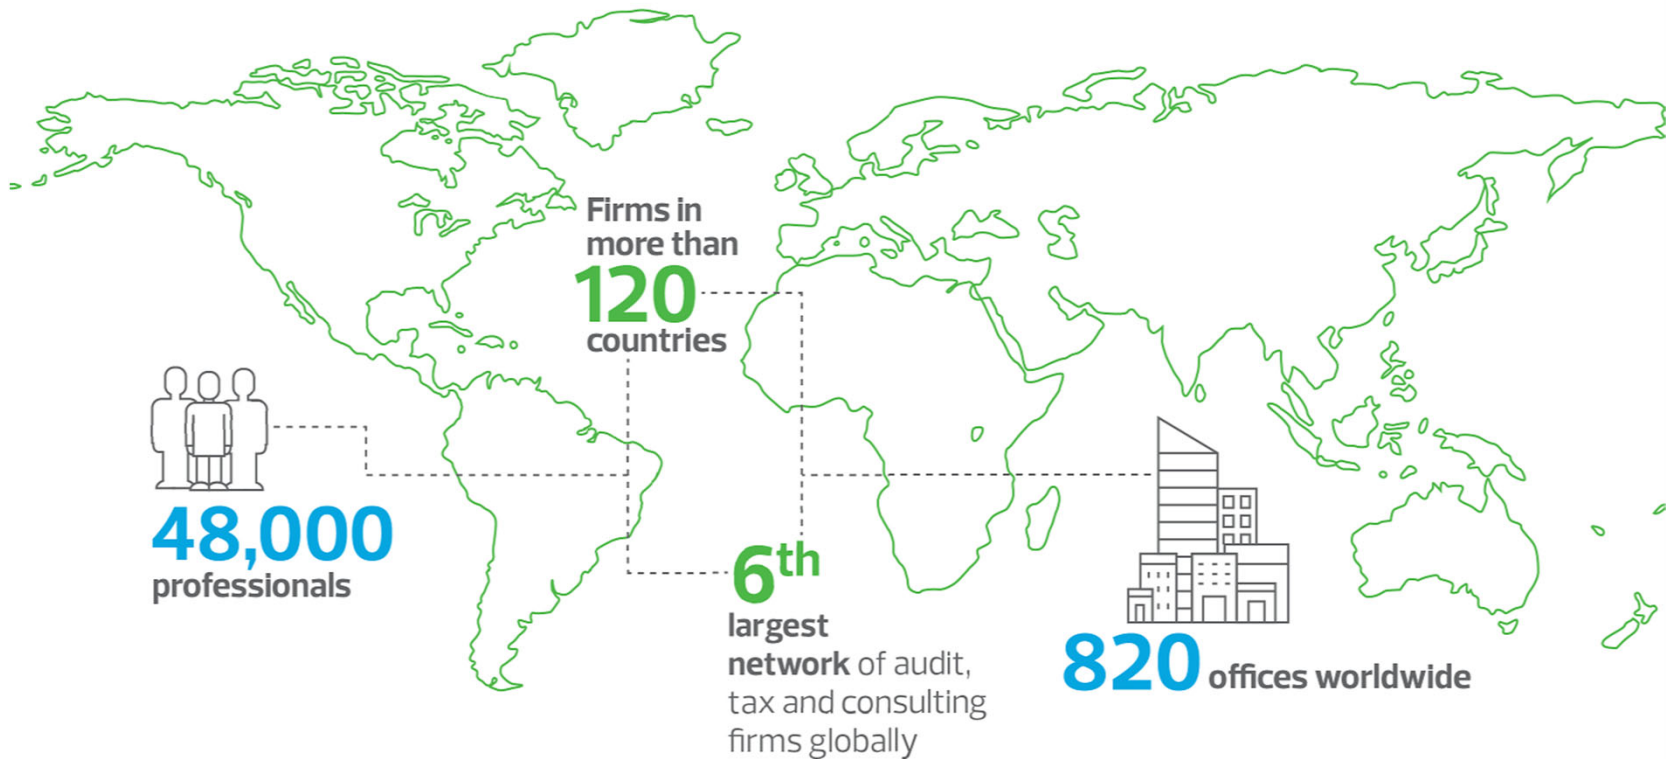 Firms in
more than
120
countries
48,000
professionals
6th
largest
network of audit,
tax and consulting
firms globally
820 offices worldwide